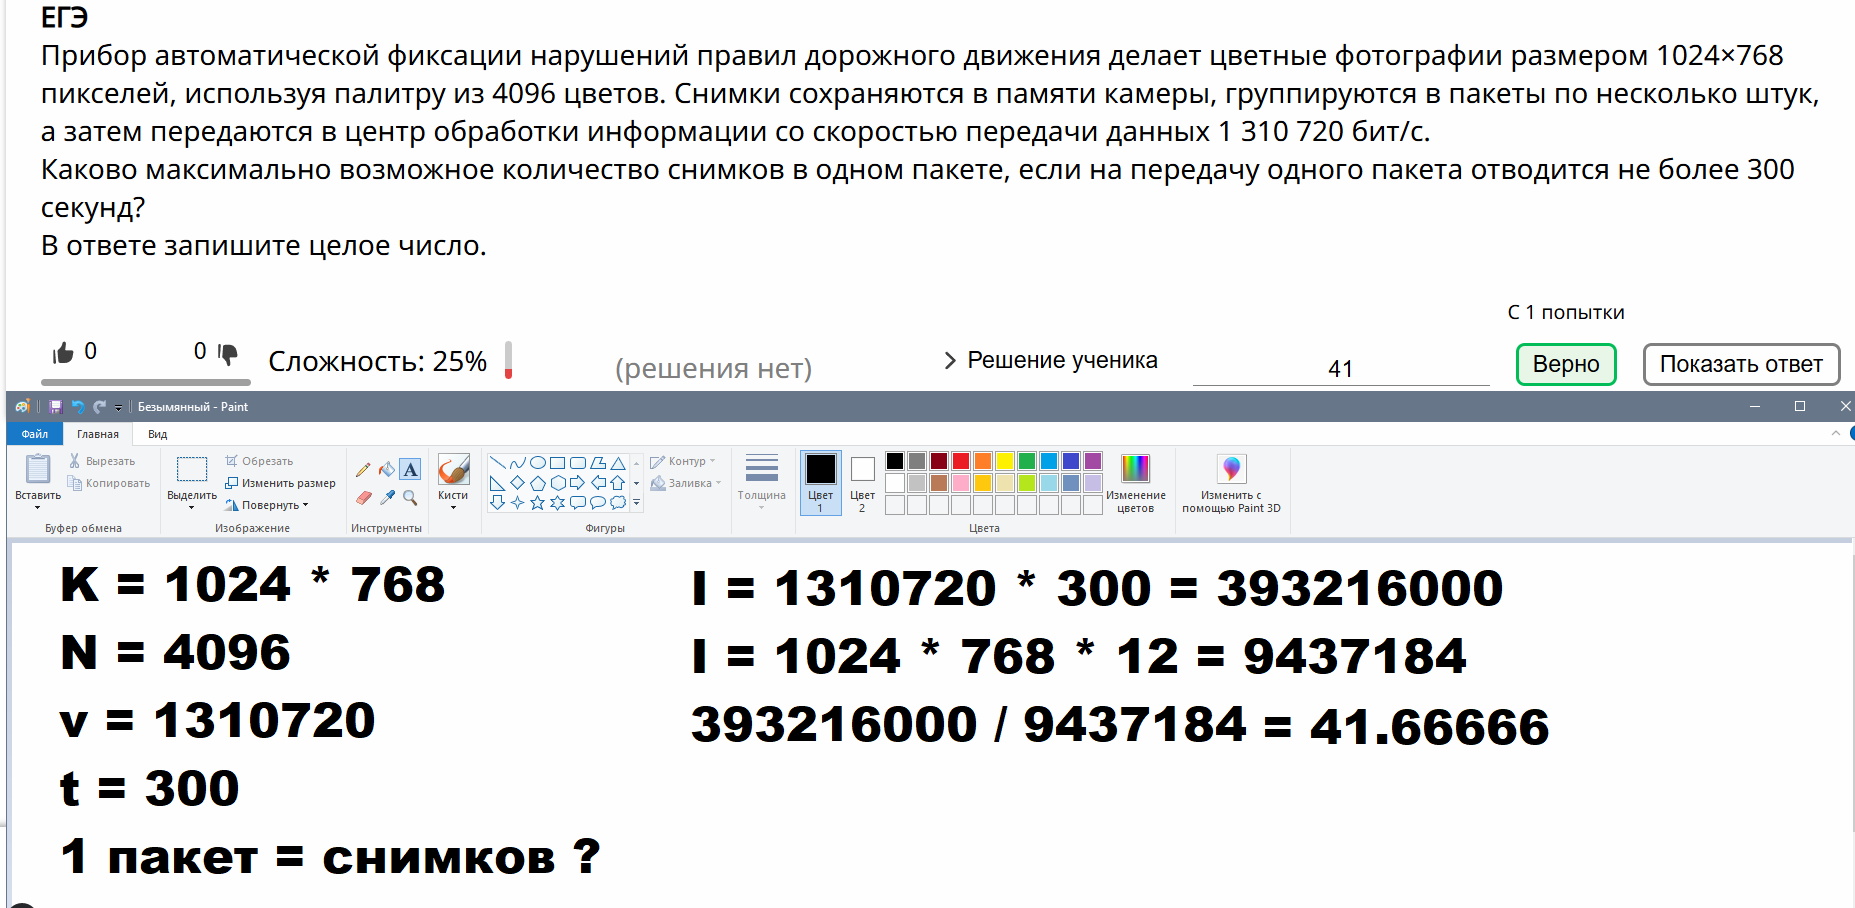 ЕГЭ
Прибор автоматической фиксации нарушений правил дорожного движения делает цветные фотографии размером 1024×768
пикселей, используя палитру из 4096 цветов. Снимки сохраняются в памяти камеры, группируются в пакеты по несколько штук,
а затем передаются в центр обработки информации со скоростью передачи данных 1 310 720 бит/с.
Каково максимально возможное количество снимков в одном пакете, если на передачу одного пакета отводится не более 300
секунд?
В ответе запишите целое число.
С 1 попытки
0 0 Сложность: 25% (решения нет) Решение ученика 41 Верно Показать ответ
Безымянный - Paint
Файл Главная Вид
Вставить Вырезать Копировать Буфер обмена
Выделить Обрезать Изменить размер Повернуть Изображение
A Инструменты
Кисти
Фигуры Контур Заливка
Толщина
Цвет 1 Цвет 2 Изменение цветов Цвета
Изменить с помощью Paint 3D
K = 1024 * 768
N = 4096
v = 1310720
t = 300
1 пакет = снимков ?
I = 1310720 * 300 = 393216000
I = 1024 * 768 * 12 = 9437184
393216000 / 9437184 = 41.66666